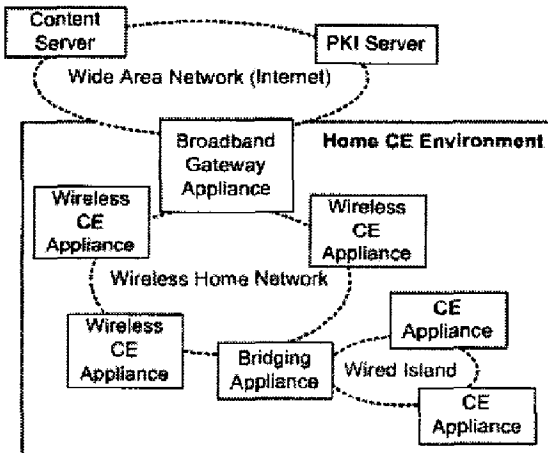 Content
Server
PKI Server
Wide Area Network (Internet)
Broadband
Gateway
Appliance
Home CE Environment
Wireless
CE
Appliance
Wireless
CE
Appliance
Wireless Home Network
Wireless
CE
Appliance
Bridging
Appliance
CE
Appliance
Wired Island
CE
Appliance